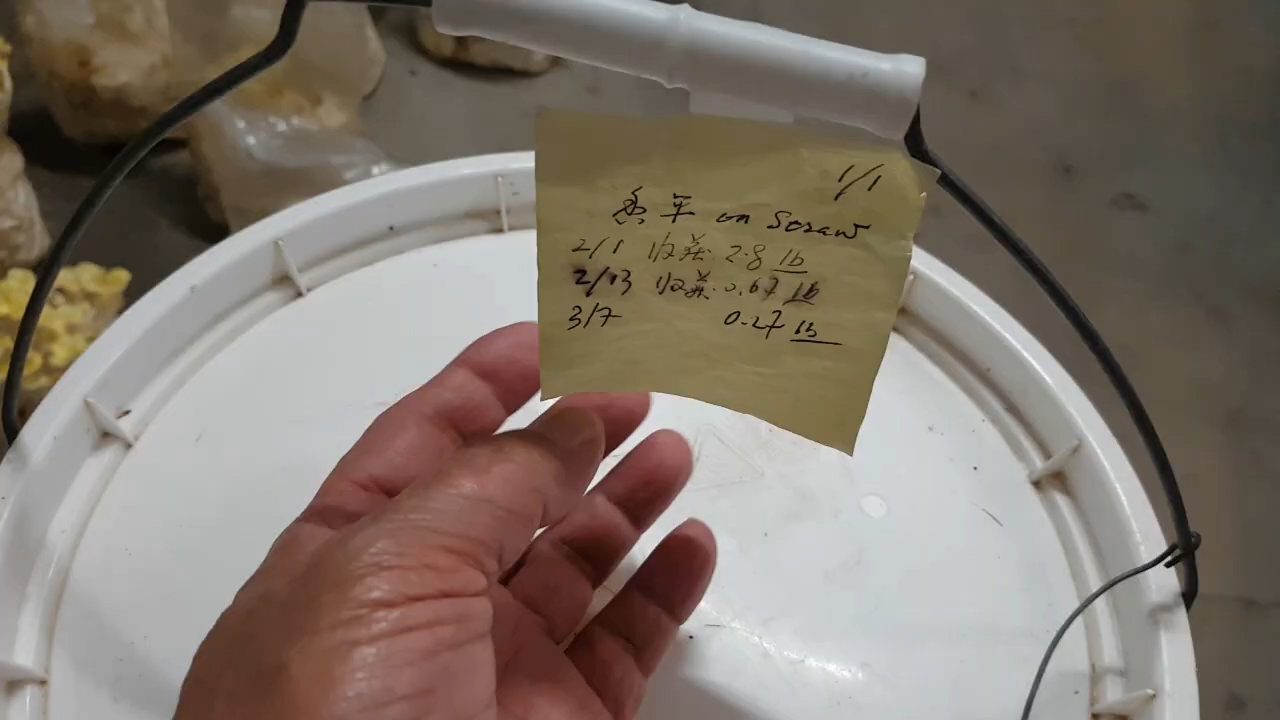 1/1
秀平 on Straw
2/1 收获 2.8 lb
2/13 收获 0.67 lb
3/7 0.27 lb